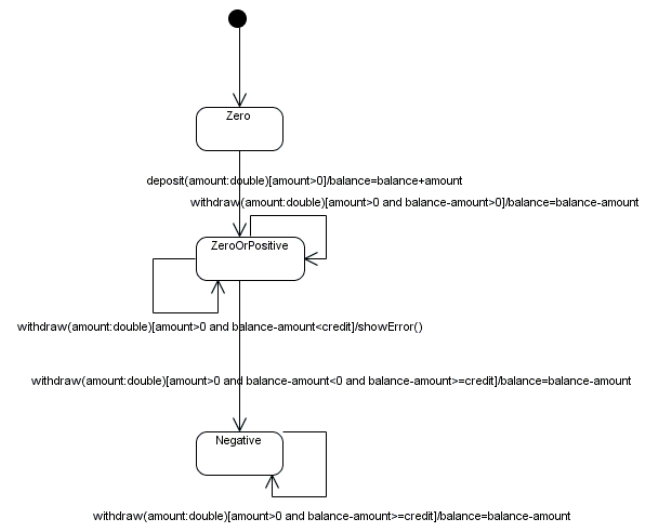 Zero
deposit(amount:double)[amount>0]/balance=balance+amount
withdraw(amount:double)[amount>0 and balance-amount>0]/balance=balance-amount
ZeroOrPositive
withdraw(amount:double)[amount>0 and balance-amount<credit]/showError()
withdraw(amount:double)[amount>0 and balance-amount<0 and balance-amount>=credit]/balance=balance-amount
Negative
withdraw(amount:double)[amount>0 and balance-amount>=credit]/balance=balance-amount